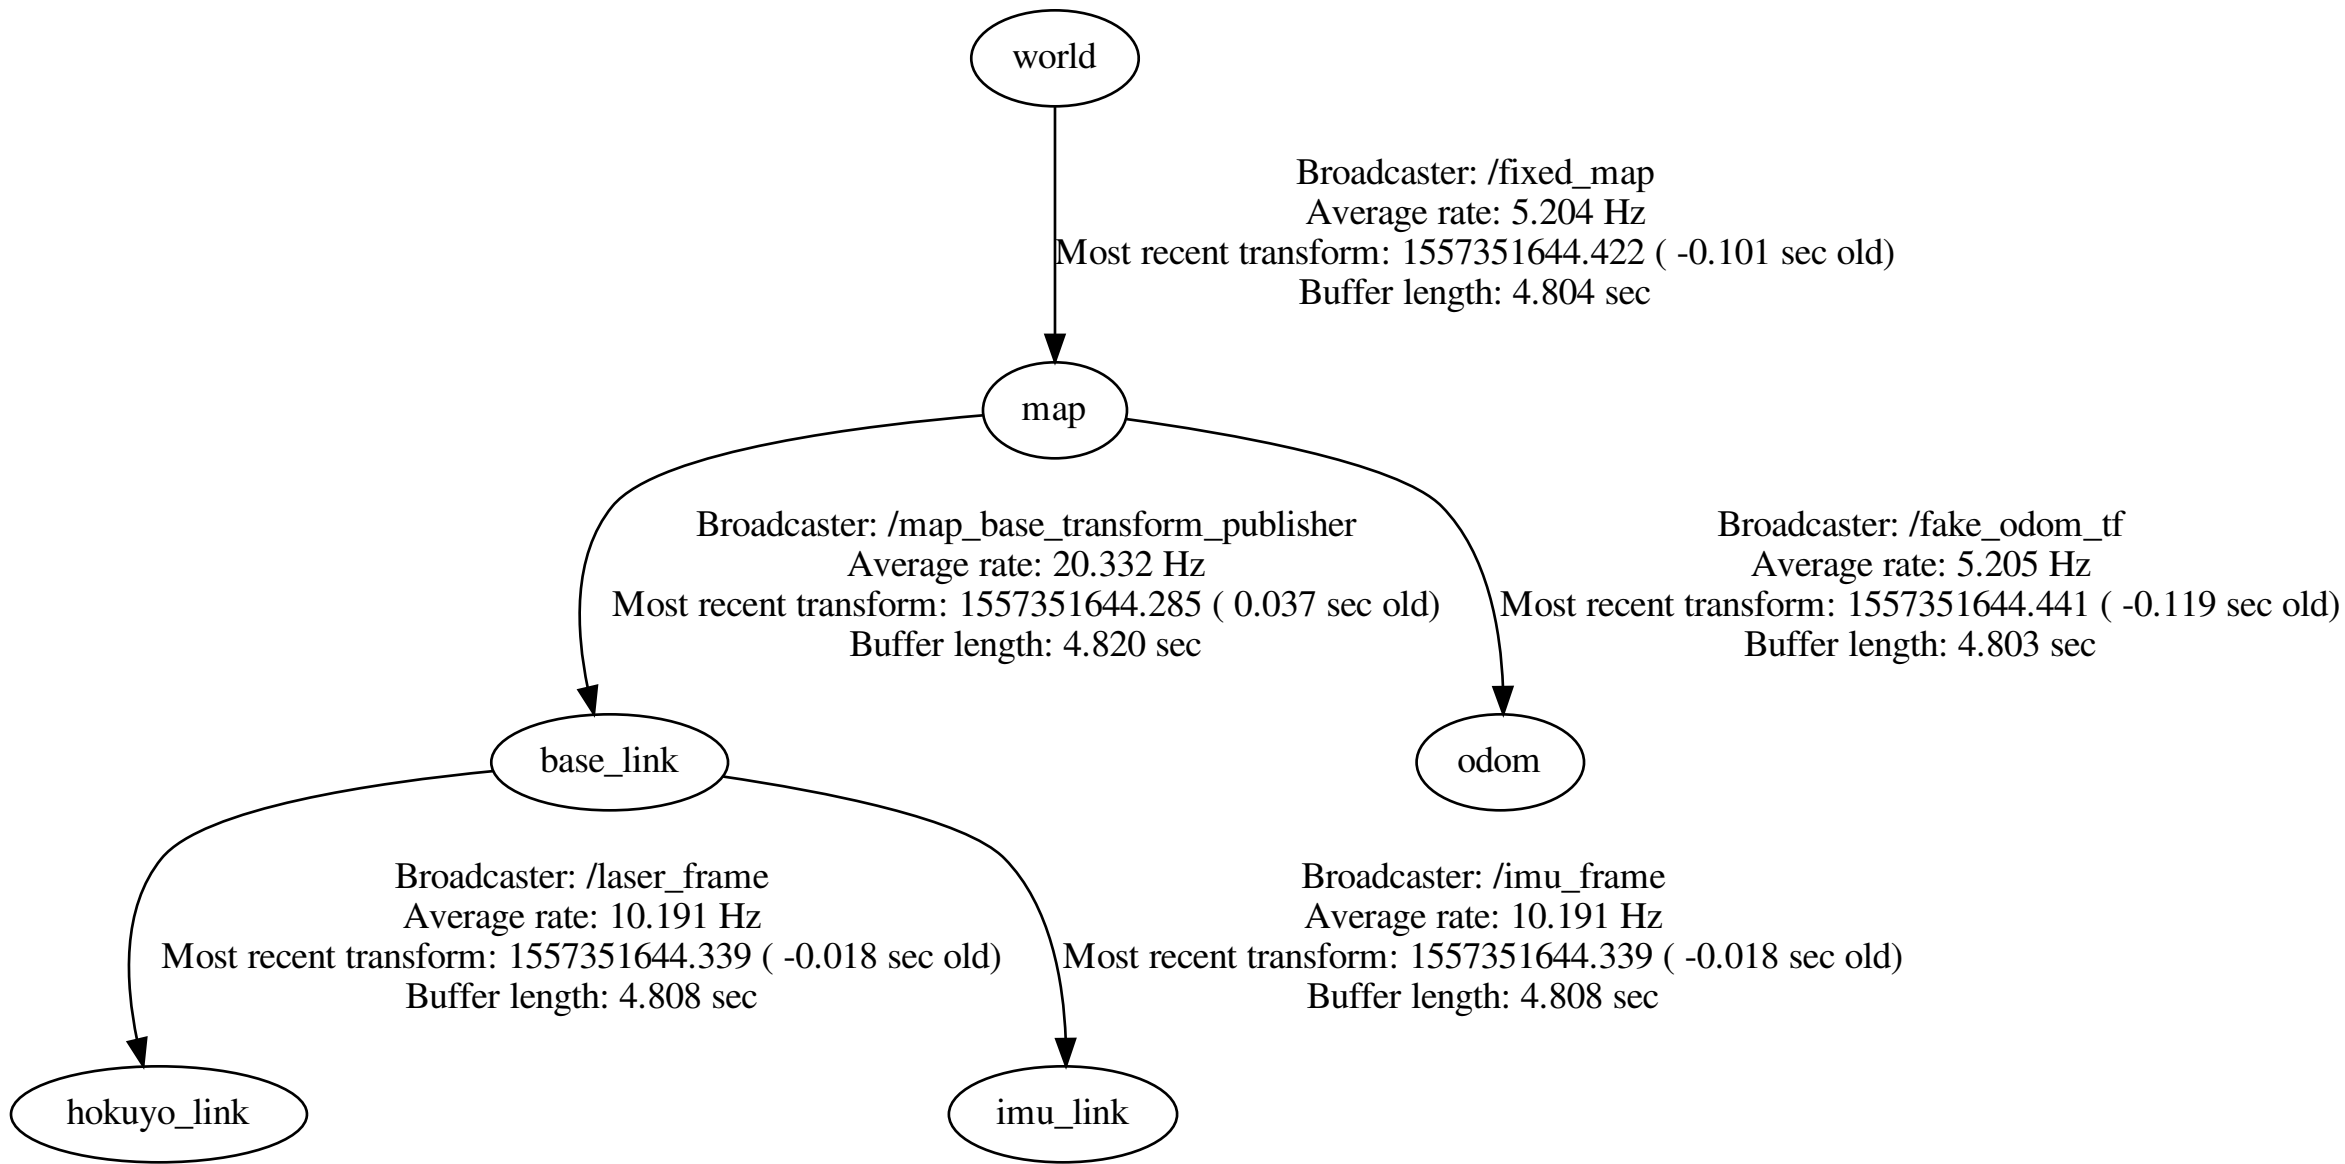 world
Broadcaster: /fixed_map
Average rate: 5.204 Hz
Most recent transform: 1557351644.422 ( -0.101 sec old)
Buffer length: 4.804 sec
map
Broadcaster: /map_base_transform_publisher
Average rate: 20.332 Hz
Most recent transform: 1557351644.285 ( 0.037 sec old)
Buffer length: 4.820 sec
Broadcaster: /fake_odom_tf
Average rate: 5.205 Hz
Most recent transform: 1557351644.441 ( -0.119 sec old)
Buffer length: 4.803 sec
base_link
odom
Broadcaster: /laser_frame
Average rate: 10.191 Hz
Most recent transform: 1557351644.339 ( -0.018 sec old)
Buffer length: 4.808 sec
Broadcaster: /imu_frame
Average rate: 10.191 Hz
Most recent transform: 1557351644.339 ( -0.018 sec old)
Buffer length: 4.808 sec
hokuyo_link
imu_link